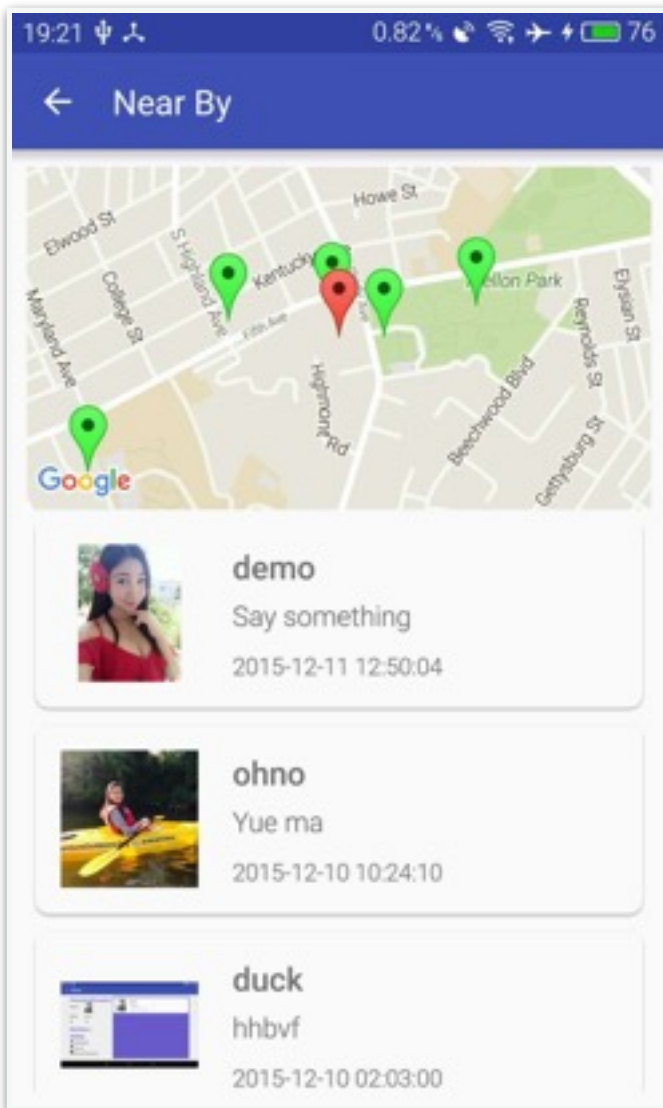 19:21 0.82% 76
Near By
Howe St
Elwood St
S Highland Ave
Kentucky
Mellon Park
College St
Maryland Ave
Fifth Ave
Elysian St
Reynolds St
Highmont Rd
Beechwood Blvd
Gettysburg St
Google
demo
Say something
2015-12-11 12:50:04
ohno
Yue ma
2015-12-10 10:24:10
duck
hhbvf
2015-12-10 02:03:00